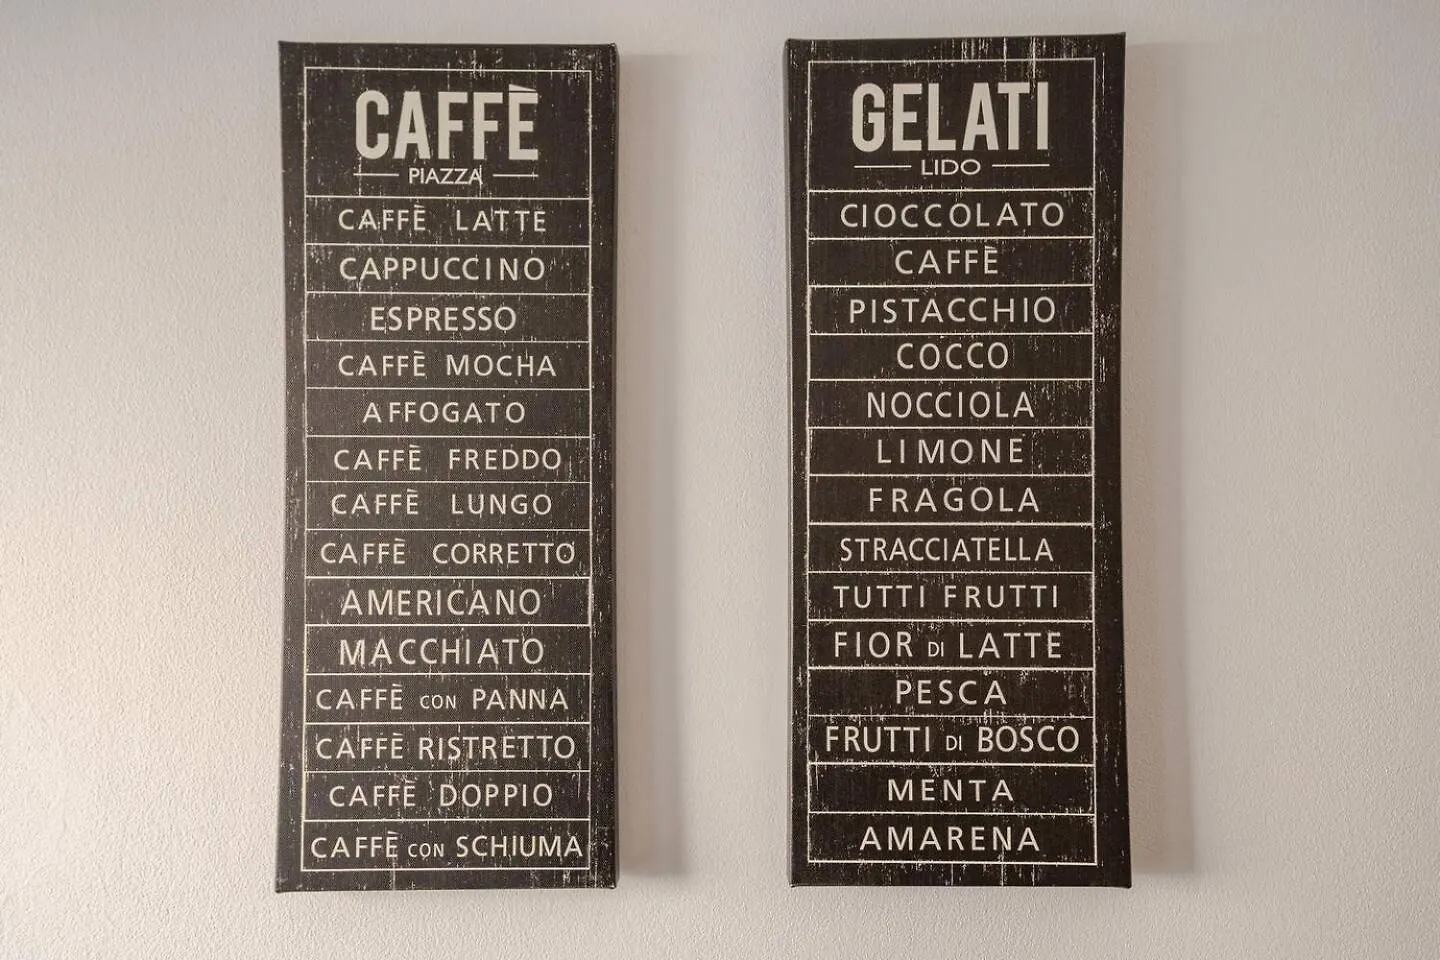 CAFFÈ
PIAZZA
CAFFÈ LATTE
CAPPUCCINO
ESPRESSO
CAFFÈ MOCHA
AFFOGATO
CAFFÈ FREDDO
CAFFÈ LUNGO
CAFFÈ CORRETTO
AMERICANO
MACCHIATO
CAFFÈ CON PANNA
CAFFÈ RISTRETTO
CAFFÈ DOPPIO
CAFFÈ CON SCHIUMA
GELATI
LIDO
CIOCCOLATO
CAFFÈ
PISTACCHIO
COCCO
NOCCIOLA
LIMONE
FRAGOLA
STRACCIATELLA
TUTTI FRUTTI
FIOR DI LATTE
PESCA
FRUTTI DI BOSCO
MENTA
AMARENA